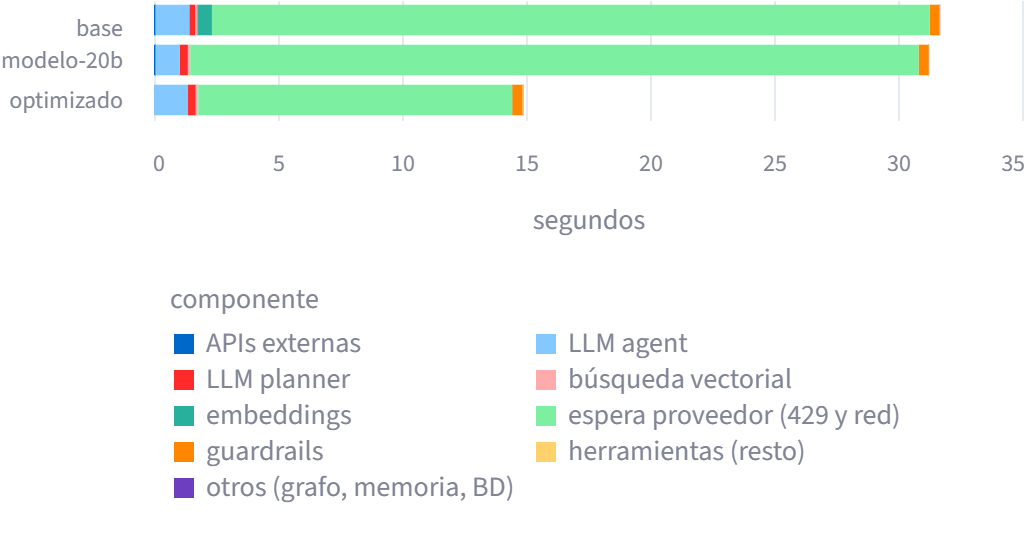 base
modelo-20b
optimizado
0 5 10 15 20 25 30 35
segundos
componente
APIs externas LLM agent
LLM planner búsqueda vectorial
embeddings espera proveedor (429 y red)
guardrails herramientas (resto)
otros (grafo, memoria, BD)